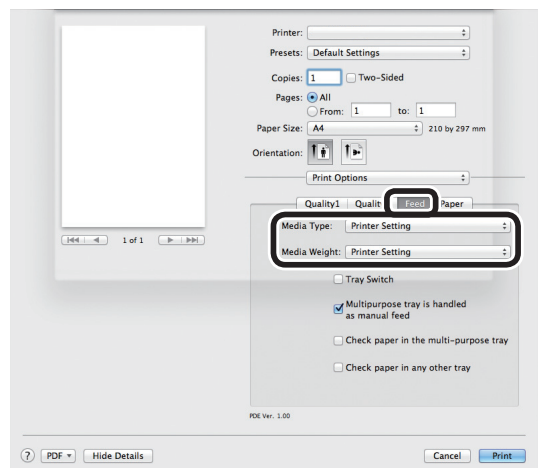 Printer:
Presets: Default Settings
Copies: 1 Two-Sided
Pages: All
From: 1 to: 1
Paper Size: A4 210 by 297 mm
Orientation:
Print Options
Quality1 Qualit Feed Paper
Media Type: Printer Setting
1 of 1
Media Weight: Printer Setting
Tray Switch
Multipurpose tray is handled
as manual feed
Check paper in the multi-purpose tray
Check paper in any other tray
PDE Ver. 1.00
? PDF Hide Details Cancel Print